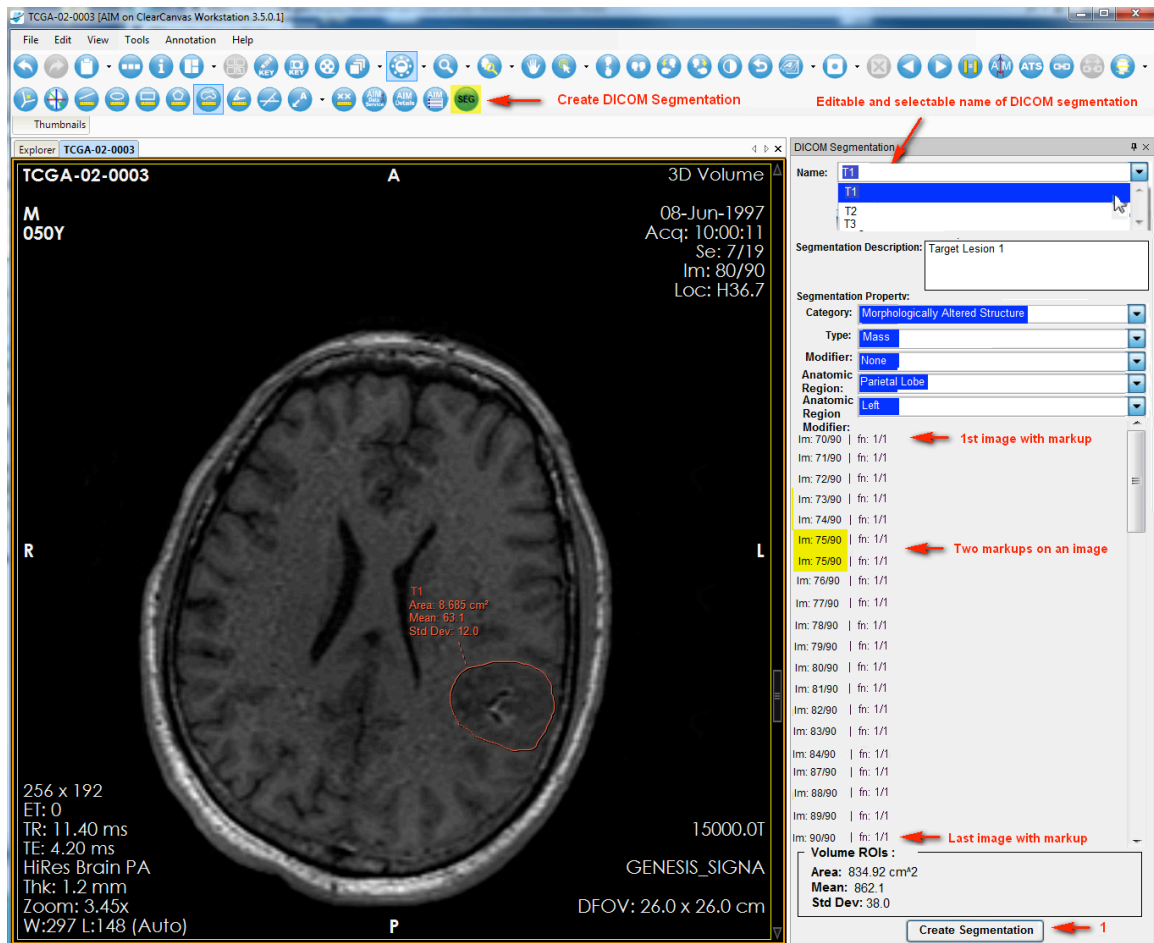 TCGA-02-0003 [AIM on ClearCanvas Workstation 3.5.0.1]
File Edit View Tools Annotation Help
KEY KEY AIM ATS
AIM Data Service AIM Details AIM SEG
Create DICOM Segmentation
Editable and selectable name of DICOM segmentation
Thumbnails
Explorer TCGA-02-0003
TCGA-02-0003
A
3D Volume
M
050Y
08-Jun-1997
Acq: 10:00:11
Se: 7/19
Im: 80/90
Loc: H36.7
R
L
T1
Area: 8.685 cm²
Mean: 63.1
Std Dev: 12.0
256 x 192
ET: 0
TR: 11.40 ms
TE: 4.20 ms
HiRes Brain PA
Thk: 1.2 mm
Zoom: 3.45x
W:297 L:148 (Auto)
P
15000.0T
GENESIS_SIGNA
DFOV: 26.0 x 26.0 cm
DICOM Segmentation
Name: T1
T1
T2
T3
Segmentation Description: Target Lesion 1
Segmentation Property:
Category: Morphologically Altered Structure
Type: Mass
Modifier: None
Anatomic Region: Parietal Lobe
Anatomic Region Modifier: Left
Im: 70/90 | fn: 1/1 1st image with markup
Im: 71/90 | fn: 1/1
Im: 72/90 | fn: 1/1
Im: 73/90 | fn: 1/1
Im: 74/90 | fn: 1/1
Im: 75/90 | fn: 1/1
Two markups on an image
Im: 75/90 | fn: 1/1
Im: 76/90 | fn: 1/1
Im: 77/90 | fn: 1/1
Im: 78/90 | fn: 1/1
Im: 79/90 | fn: 1/1
Im: 80/90 | fn: 1/1
Im: 81/90 | fn: 1/1
Im: 82/90 | fn: 1/1
Im: 83/90 | fn: 1/1
Im: 84/90 | fn: 1/1
Im: 87/90 | fn: 1/1
Im: 88/90 | fn: 1/1
Im: 89/90 | fn: 1/1
Im: 90/90 | fn: 1/1 Last image with markup
Volume ROIs :
Area: 834.92 cm^2
Mean: 862.1
Std Dev: 38.0
Create Segmentation 1